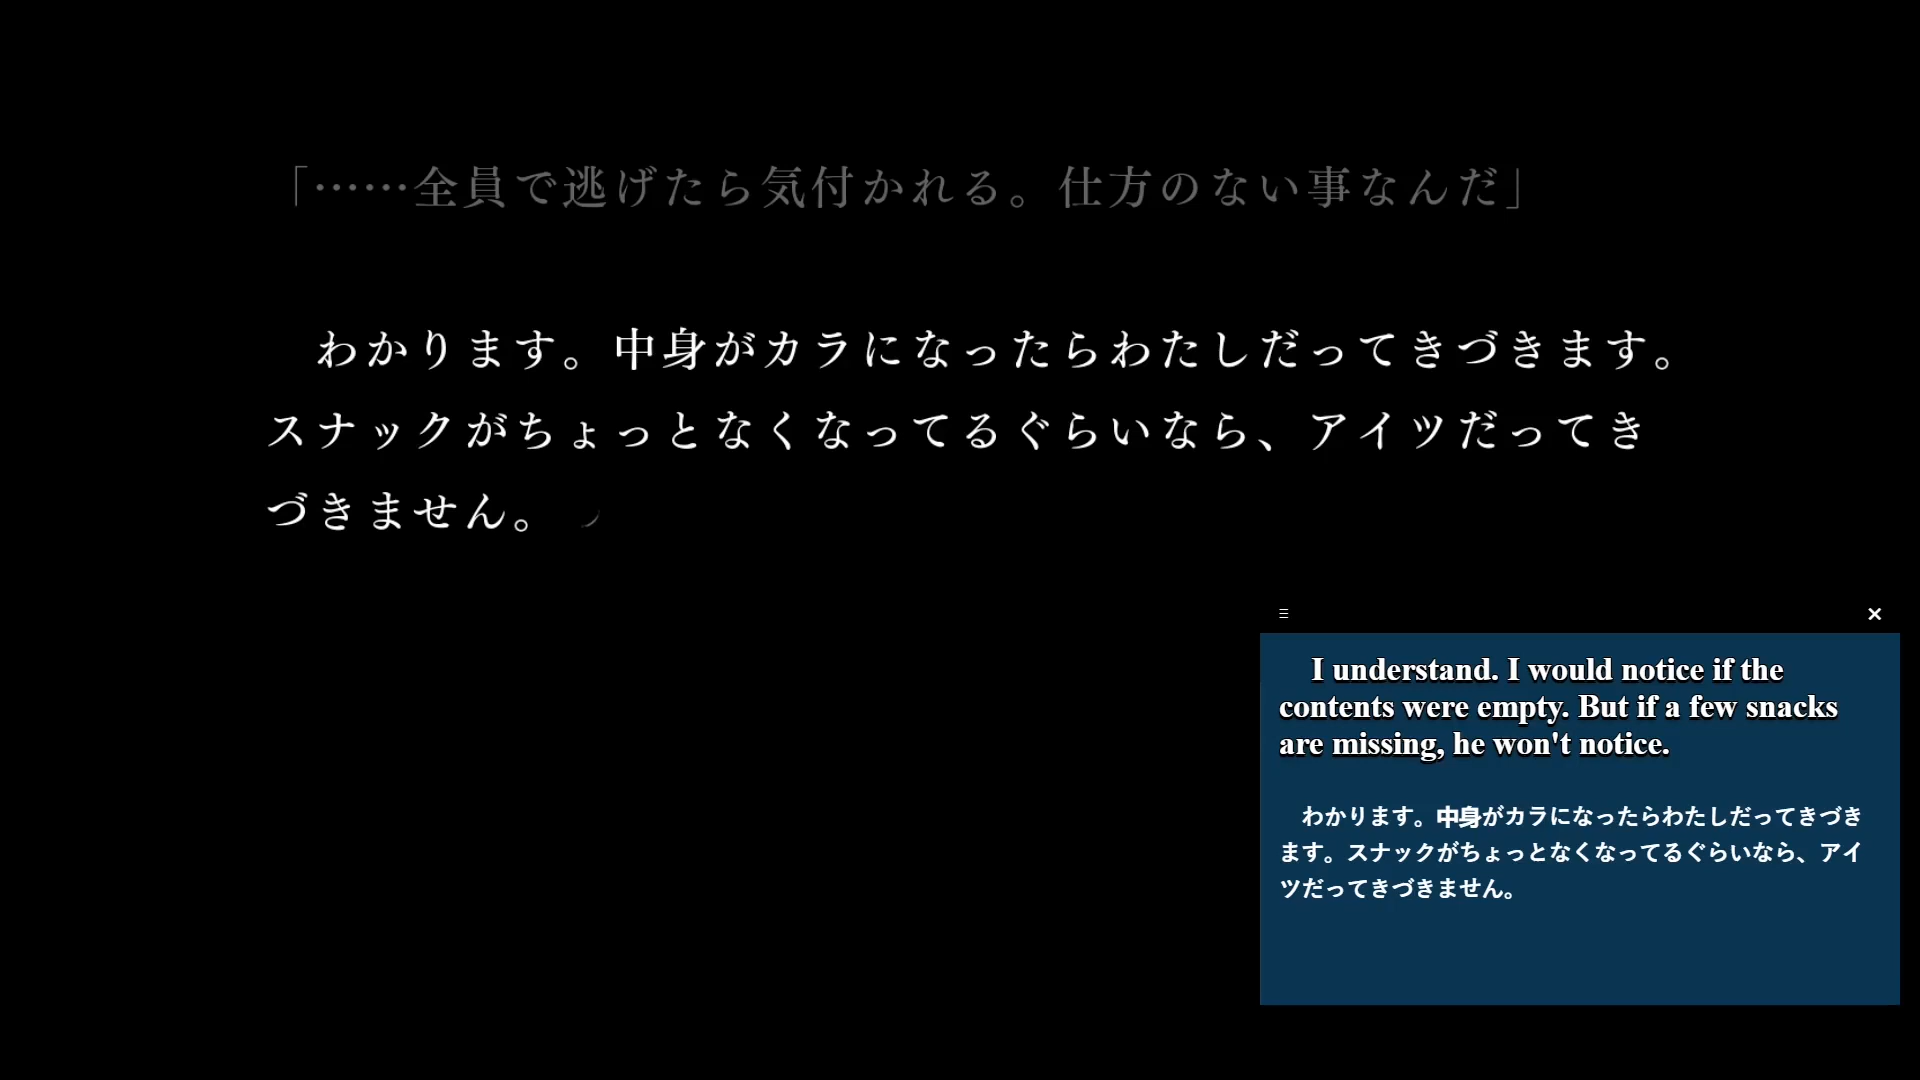 「……全員で逃げたら気付かれる。仕方のない事なんだ」
わかります。中身がカラになったらわたしだってきづきます。
スナックがちょっとなくなってるぐらいなら、アイツだってき
づきません。
I understand. I would notice if the
contents were empty. But if a few snacks
are missing, he won't notice.
わかります。中身がカラになったらわたしだってきづき
ます。スナックがちょっとなくなってるぐらいなら、アイ
ツだってきづきません。